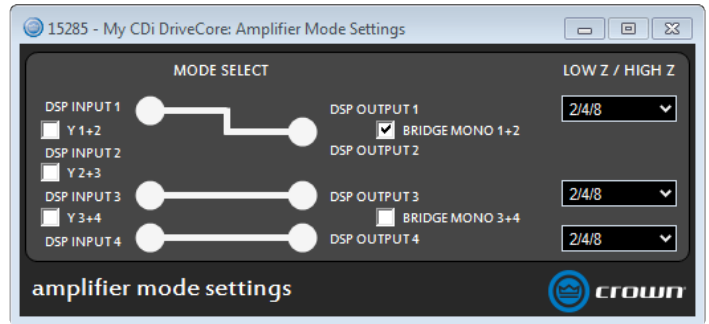 15285 - My CDi DriveCore: Amplifier Mode Settings
MODE SELECT
LOW Z / HIGH Z
DSP INPUT 1
DSP OUTPUT 1
2/4/8
Y 1+2
BRIDGE MONO 1+2
DSP INPUT 2
DSP OUTPUT 2
Y 2+3
DSP INPUT 3
DSP OUTPUT 3
2/4/8
Y 3+4
BRIDGE MONO 3+4
DSP INPUT 4
DSP OUTPUT 4
2/4/8
amplifier mode settings
crown